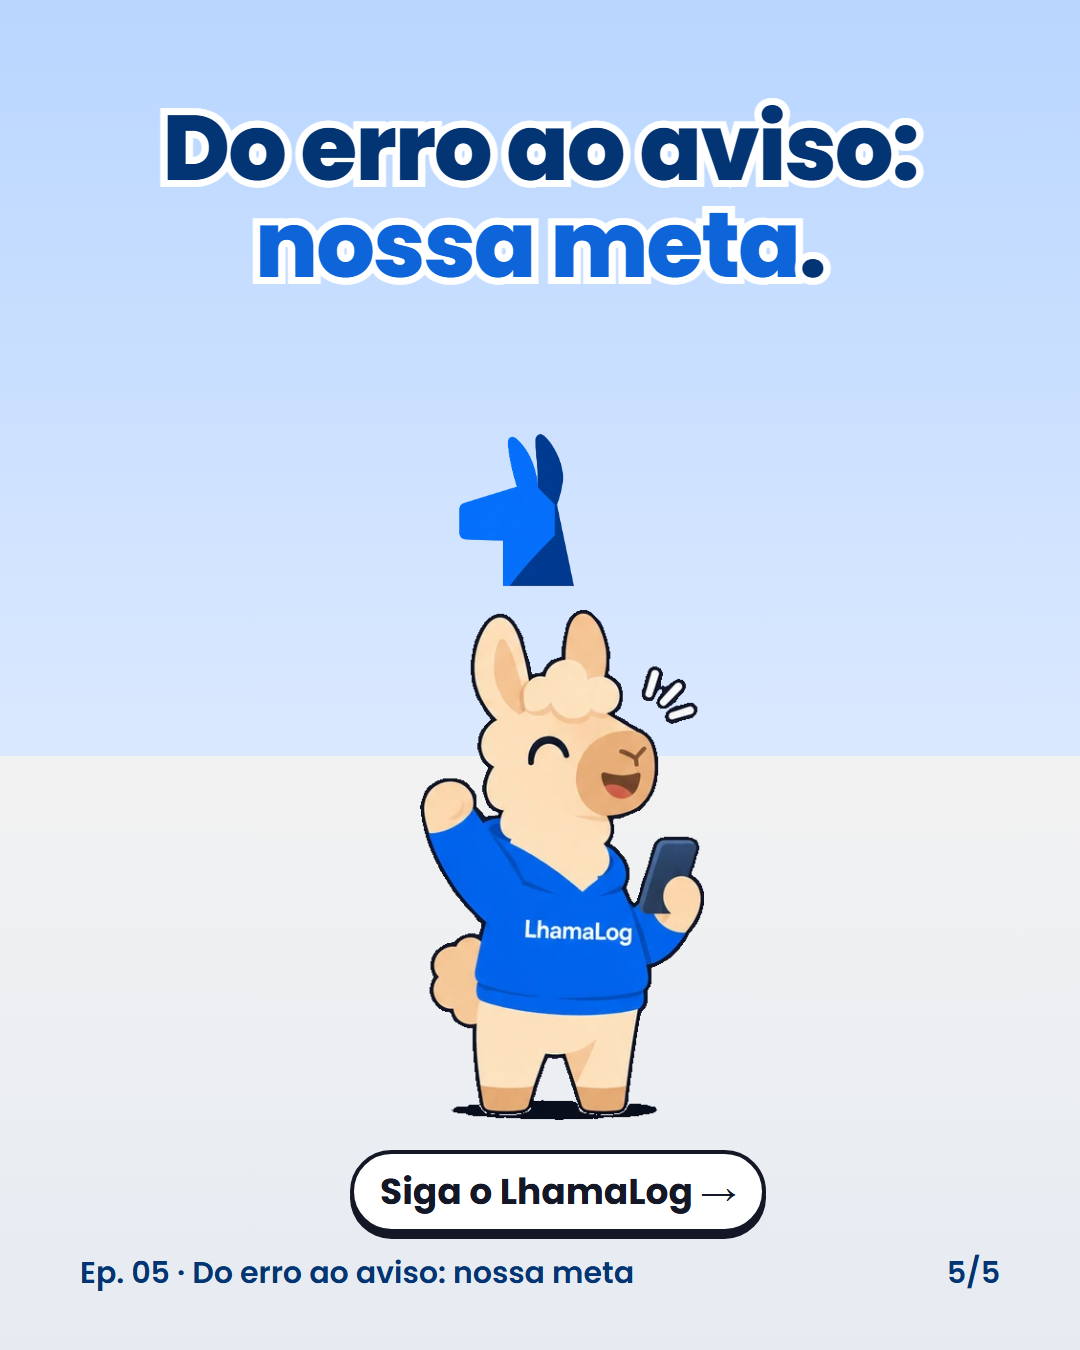 Do erro ao aviso:
nossa meta.
LhamaLog
Siga o LhamaLog →
Ep. 05 · Do erro ao aviso: nossa meta
5/5